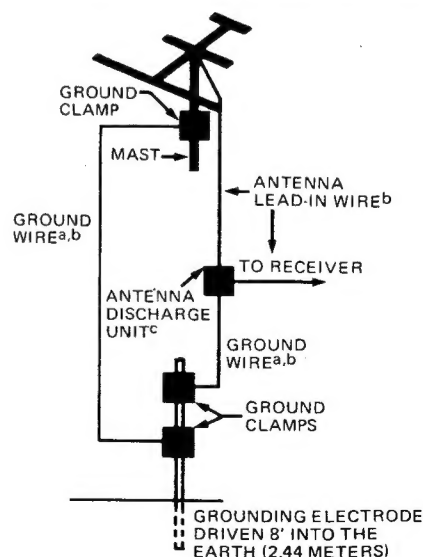 GROUND
CLAMP
MAST
ANTENNA
LEAD-IN WIREb
GROUND
WIREa,b
TO RECEIVER
ANTENNA
DISCHARGE
UNITc
GROUND
WIREa,b
GROUND
CLAMPS
GROUNDING ELECTRODE
DRIVEN 8' INTO THE
EARTH (2.44 METERS)